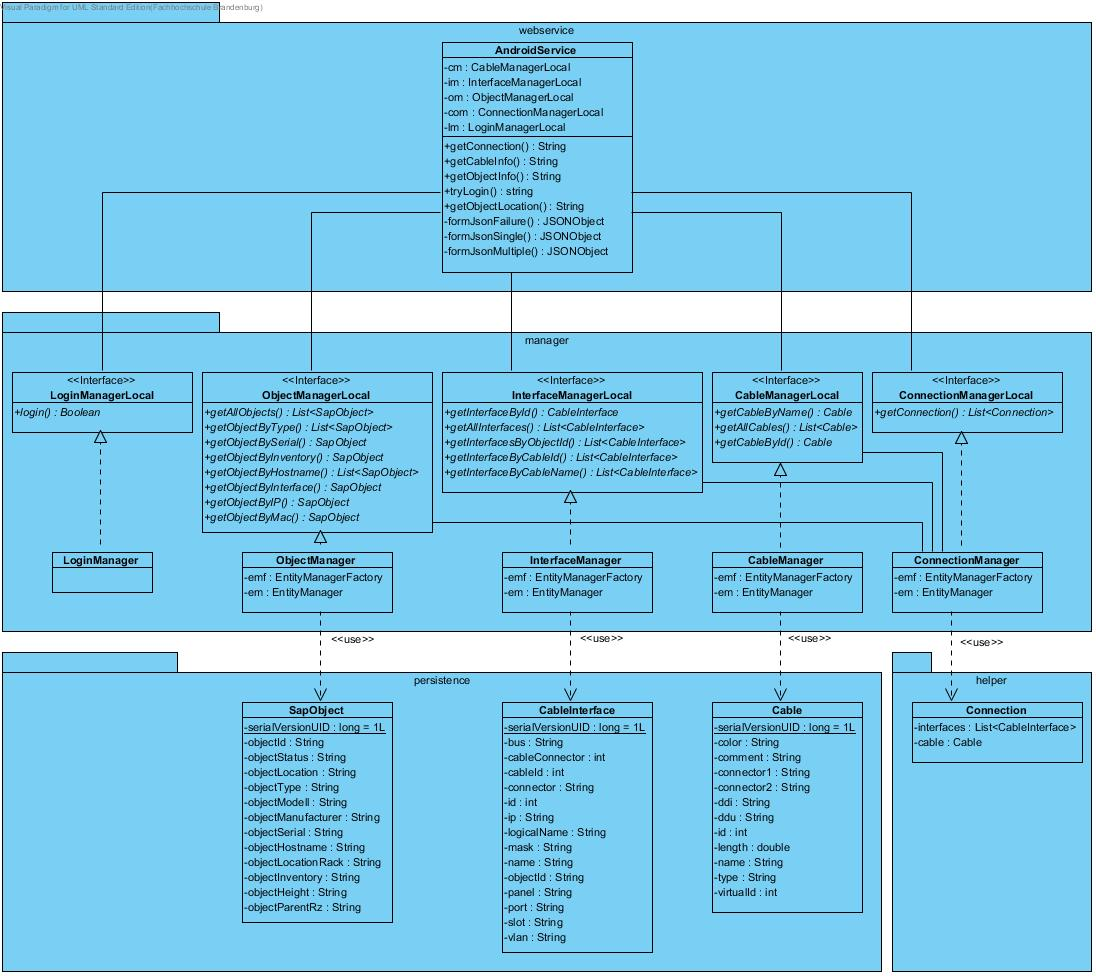 Visual Paradigm for UML Standard Edition(Fachhochschule Brandenburg)
webservice
AndroidService
-cm : CableManagerLocal
-im : InterfaceManagerLocal
-om : ObjectManagerLocal
-com : ConnectionManagerLocal
-lm : LoginManagerLocal
+getConnection() : String
+getCableInfo() : String
+getObjectInfo() : String
+tryLogin() : string
+getObjectLocation() : String
-formJsonFailure() : JSONObject
-formJsonSingle() : JSONObject
-formJsonMultiple() : JSONObject
manager
<<Interface>>
LoginManagerLocal
+login() : Boolean
<<Interface>>
ObjectManagerLocal
+getAllObjects() : List<SapObject>
+getObjectByType() : List<SapObject>
+getObjectBySerial() : SapObject
+getObjectByInventory() : SapObject
+getObjectByHostname() : List<SapObject>
+getObjectByInterface() : SapObject
+getObjectByIP() : SapObject
+getObjectByMac() : SapObject
<<Interface>>
InterfaceManagerLocal
+getInterfaceById() : CableInterface
+getAllInterfaces() : List<CableInterface>
+getInterfacesByObjectId() : List<CableInterface>
+getInterfaceByCableId() : List<CableInterface>
+getInterfaceByCableName() : List<CableInterface>
<<Interface>>
CableManagerLocal
+getCableByName() : Cable
+getAllCables() : List<Cable>
+getCableById() : Cable
<<Interface>>
ConnectionManagerLocal
+getConnection() : List<Connection>
LoginManager
ObjectManager
-emf : EntityManagerFactory
-em : EntityManager
InterfaceManager
-emf : EntityManagerFactory
-em : EntityManager
CableManager
-emf : EntityManagerFactory
-em : EntityManager
ConnectionManager
-emf : EntityManagerFactory
-em : EntityManager
<<use>>
<<use>>
<<use>>
<<use>>
persistence
SapObject
-serialVersionUID : long = 1L
-objectId : String
-objectStatus : String
-objectLocation : String
-objectType : String
-objectModell : String
-objectManufacturer : String
-objectSerial : String
-objectHostname : String
-objectLocationRack : String
-objectInventory : String
-objectHeight : String
-objectParentRz : String
CableInterface
-serialVersionUID : long = 1L
-bus : String
-cableConnector : int
-cableId : int
-connector : String
-id : int
-ip : String
-logicalName : String
-mask : String
-name : String
-objectId : String
-panel : String
-port : String
-slot : String
-vlan : String
Cable
-serialVersionUID : long = 1L
-color : String
-comment : String
-connector1 : String
-connector2 : String
-ddi : String
-ddu : String
-id : int
-length : double
-name : String
-type : String
-virtualId : int
helper
Connection
-interfaces : List<CableInterface>
-cable : Cable